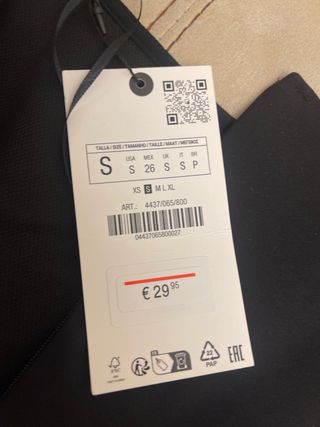 TALLA/SIZE/TAMANHO/TAILLE/MAAT/ΜΕΓΕΘΟΣ
S USA MEX UK IT BR
S 26 S S P
XS S M L XL
ART.: 4437/065/800
04437065800027
€ 29 95
FSC
22
PAP
EAC